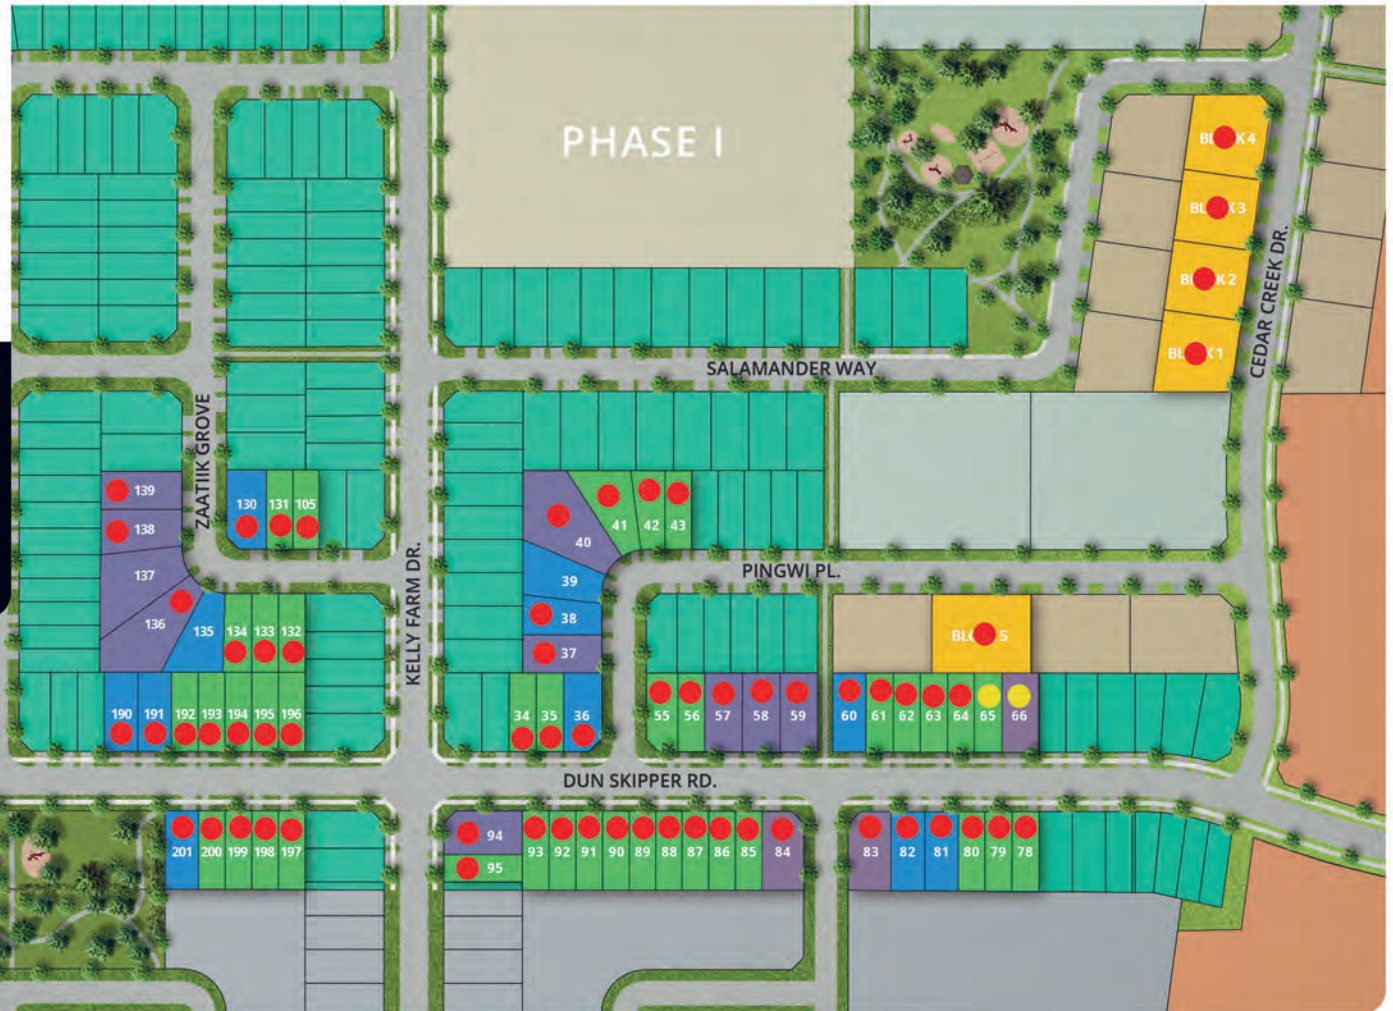 PHASE I
CEDAR CREEK DR.
SALAMANDER WAY
ZAATIIK GROVE
139
130 131 105
138
41 42 43
40
KELLY FARM DR.
PINGWI PL.
137
39
38
136
135
134 133 132
37
190 191 192 193 194 195 196
34 35 36
55 56 57 58 59
60 61 62 63 64 65 66
DUN SKIPPER RD.
201 200 199 198 197
94
95
93 92 91 90 89 88 87 86 85 84
83 82 81 80 79 78